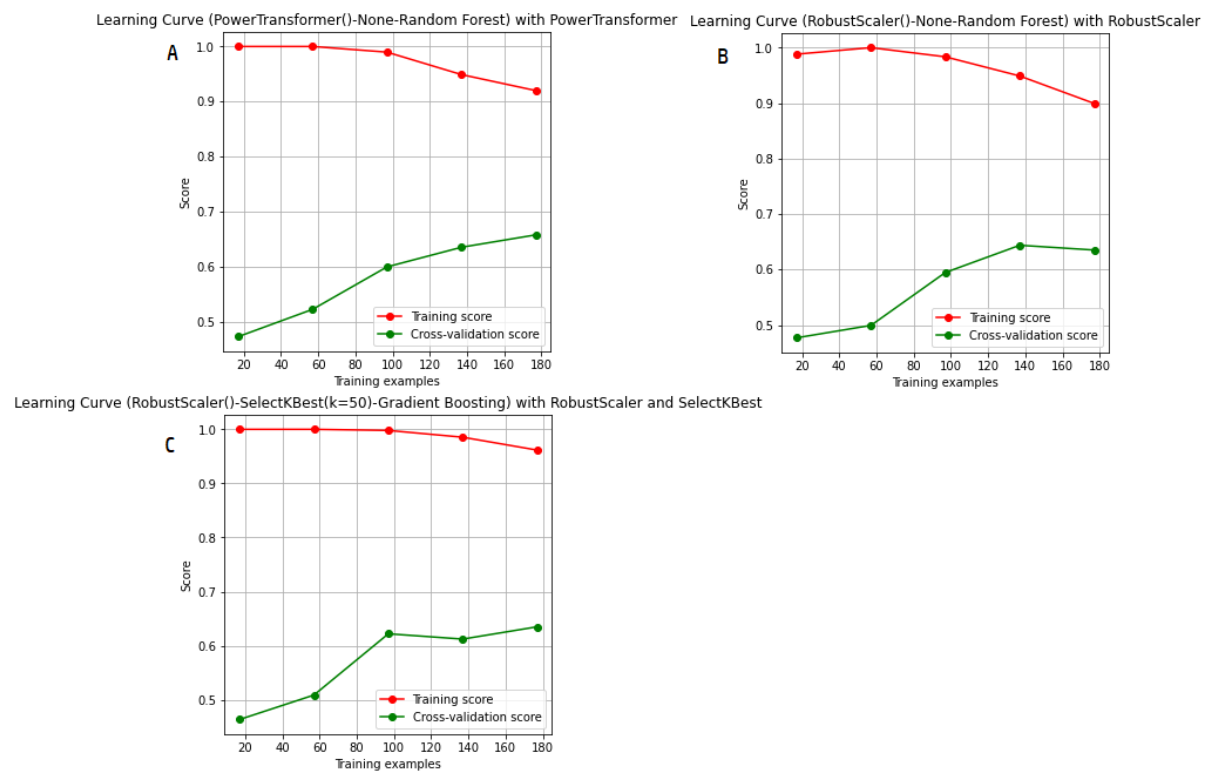 Learning Curve (PowerTransformer()-None-Random Forest) with PowerTransformer
A
1.0
0.9
0.8
0.7
0.6
0.5
Score
Training score
Cross-validation score
20 40 60 80 100 120 140 160 180
Training examples
Learning Curve (RobustScaler()-None-Random Forest) with RobustScaler
B
1.0
0.9
0.8
0.7
0.6
0.5
Score
Training score
Cross-validation score
20 40 60 80 100 120 140 160 180
Training examples
Learning Curve (RobustScaler()-SelectKBest(k=50)-Gradient Boosting) with RobustScaler and SelectKBest
C
1.0
0.9
0.8
0.7
0.6
0.5
Score
Training score
Cross-validation score
20 40 60 80 100 120 140 160 180
Training examples